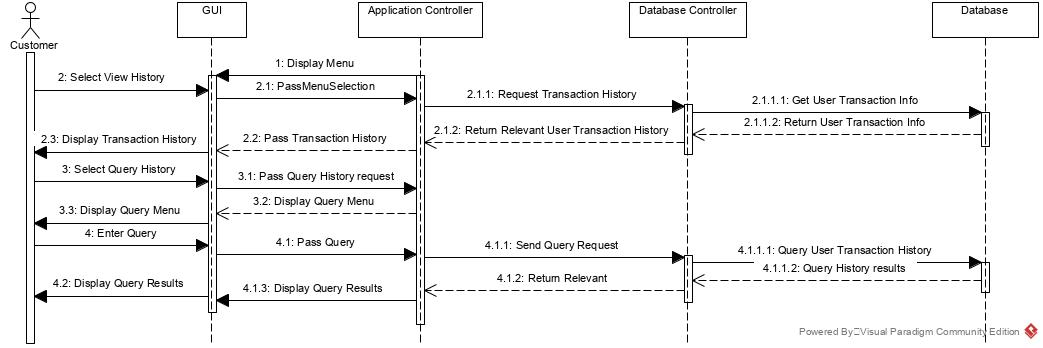 GUI
Application Controller
Database Controller
Database
Customer
1: Display Menu
2: Select View History
2.1: PassMenuSelection
2.1.1: Request Transaction History
2.1.1.1: Get User Transaction Info
2.1.1.2: Return User Transaction Info
2.1.2: Return Relevant User Transaction History
2.2: Pass Transaction History
2.3: Display Transaction History
3: Select Query History
3.1: Pass Query History request
3.2: Display Query Menu
3.3: Display Query Menu
4: Enter Query
4.1: Pass Query
4.1.1: Send Query Request
4.1.1.1: Query User Transaction History
4.1.1.2: Query History results
4.1.2: Return Relevant
4.1.3: Display Query Results
4.2: Display Query Results
Powered By Visual Paradigm Community Edition